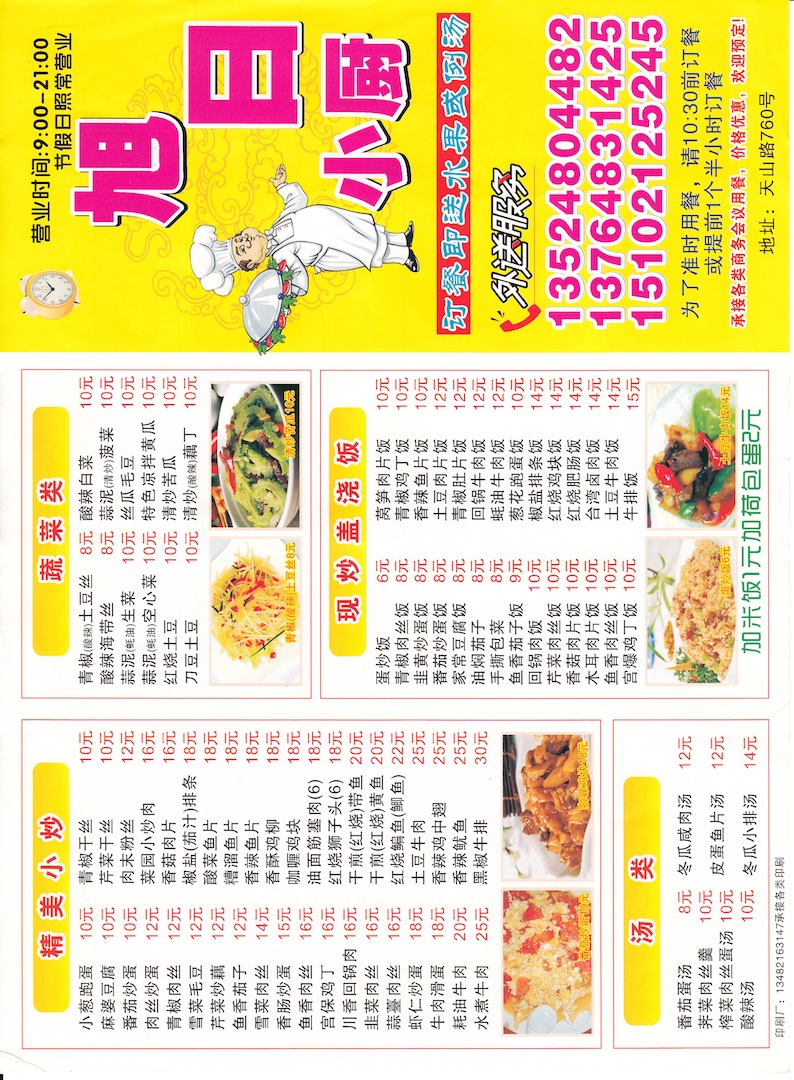 精美小炒
小葱跑蛋 10元
麻婆豆腐 10元
番茄炒蛋 10元
肉丝炒蛋 12元
青椒肉丝 12元
雪菜毛豆 12元
芹菜炒藕 12元
鱼香茄子 12元
雪菜肉丝 14元
香肠炒蛋 15元
鱼香肉丝 16元
宫保鸡丁 16元
川香回锅肉 16元
韭菜肉丝 16元
蒜薹肉丝 16元
虾仁炒蛋 18元
牛肉滑蛋 18元
耗油牛肉 20元
水煮牛肉 25元
青椒干丝 10元
芹菜干丝 10元
肉末粉丝 12元
菜园小炒肉 16元
香菇肉片 16元
椒盐(茄汁)排条 18元
酸菜鱼片 18元
糟溜鱼片 18元
香辣鱼片 18元
香酥鸡柳 18元
咖喱鸡块 18元
油面筋塞肉(6) 18元
红烧狮子头(6) 18元
干煎(红烧)带鱼 20元
干煎(红烧)黄鱼 20元
红烧鳊鱼(鲫鱼) 22元
土豆牛肉 25元
香辣鸡中翅 25元
香辣鱿鱼 25元
黑椒牛排 30元
番茄炒蛋10元
汤类
番茄蛋汤 8元
荠菜肉丝羹 10元
榨菜肉丝蛋汤 10元
酸辣汤 10元
冬瓜咸肉汤 12元
皮蛋鱼片汤 12元
冬瓜小排汤 14元
印刷厂：13482163147承接各类印刷
蔬菜类
青椒(酸辣)土豆丝 8元
酸辣海带丝 8元
蒜泥(蚝油)生菜 10元
蒜泥(蚝油)空心菜 10元
红烧土豆 10元
刀豆土豆 10元
酸辣白菜 10元
蒜泥(清炒)菠菜 10元
丝瓜毛豆 10元
特色凉拌黄瓜 10元
清炒苦瓜 10元
清炒(酸辣)藕丁 10元
青椒(酸辣)土豆丝8元
清炒苦瓜10元
现炒盖浇饭
蛋炒饭 6元
青椒肉丝饭 8元
韭黄炒蛋饭 8元
番茄炒蛋饭 8元
家常豆腐饭 8元
油焖茄子 8元
手撕包菜 8元
鱼香茄子饭 9元
回锅肉饭 10元
芹菜肉丝饭 10元
香菇肉片饭 10元
木耳肉片饭 10元
鱼香肉丝饭 10元
宫爆鸡丁饭 10元
莴笋肉片饭 10元
青椒鸡丁饭 10元
香辣鱼片饭 10元
土豆肉片饭 12元
青椒肚片饭 12元
回锅牛肉饭 12元
蚝油牛肉饭 12元
葱花跑蛋饭 10元
椒盐排条饭 14元
红烧鸡块饭 14元
红烧肥肠饭 14元
台湾卤肉饭 14元
土豆牛肉饭 14元
牛排饭 15元
蛋炒饭6元
土豆牛肉饭14元
加米饭1元加荷包蛋2元
营业时间:9:00-21:00
节假日照常营业
旭日
小厨
订餐即送水果或例汤
外送服务
13524804482
13764831425
15102125245
为了准时用餐，请10:30前订餐
或提前1个半小时订餐
承接各类商务会议用餐，价格优惠，欢迎预定!
地址：天山路760号